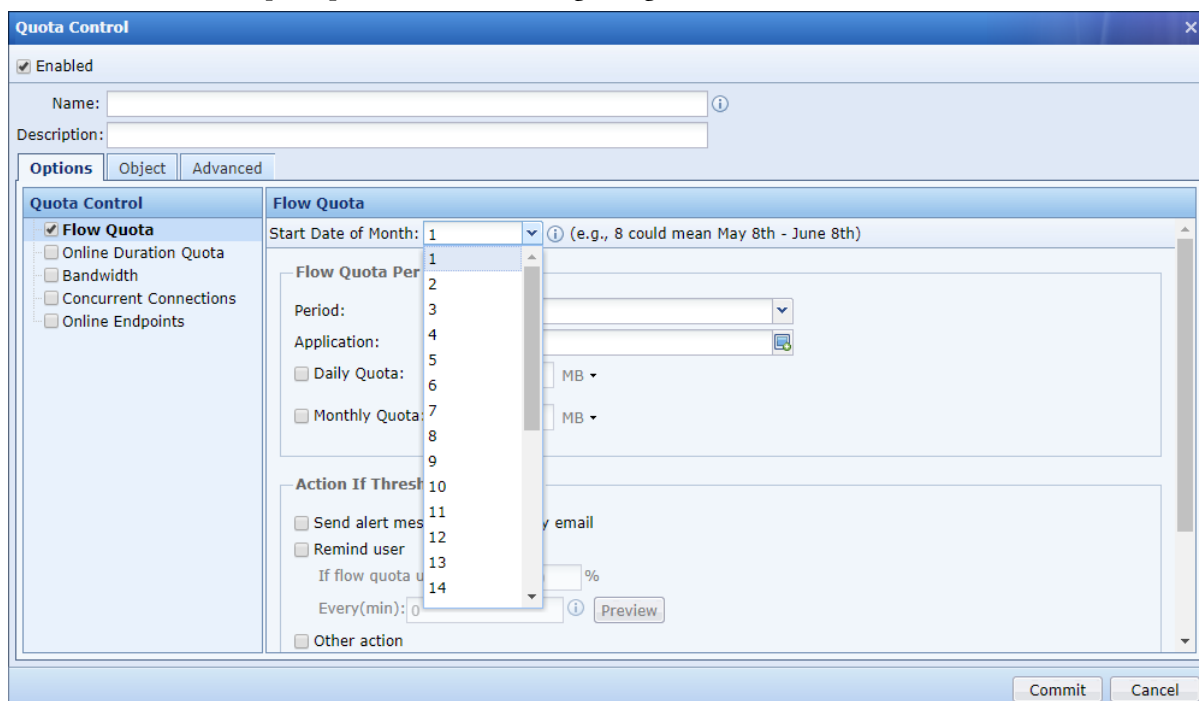 Quota Control
Enabled
Name:
Description:
Options Object Advanced
Quota Control
Flow Quota
Online Duration Quota
Bandwidth
Concurrent Connections
Online Endpoints
Flow Quota
Start Date of Month: 1 (e.g., 8 could mean May 8th - June 8th)
1
2
3
4
5
6
7
8
9
10
11
12
13
14
Flow Quota Per
Period:
Application:
Daily Quota: MB
Monthly Quota: MB
Action If Thresh
Send alert mes y email
Remind user
If flow quota u %
Every(min): 0 Preview
Other action
Commit Cancel